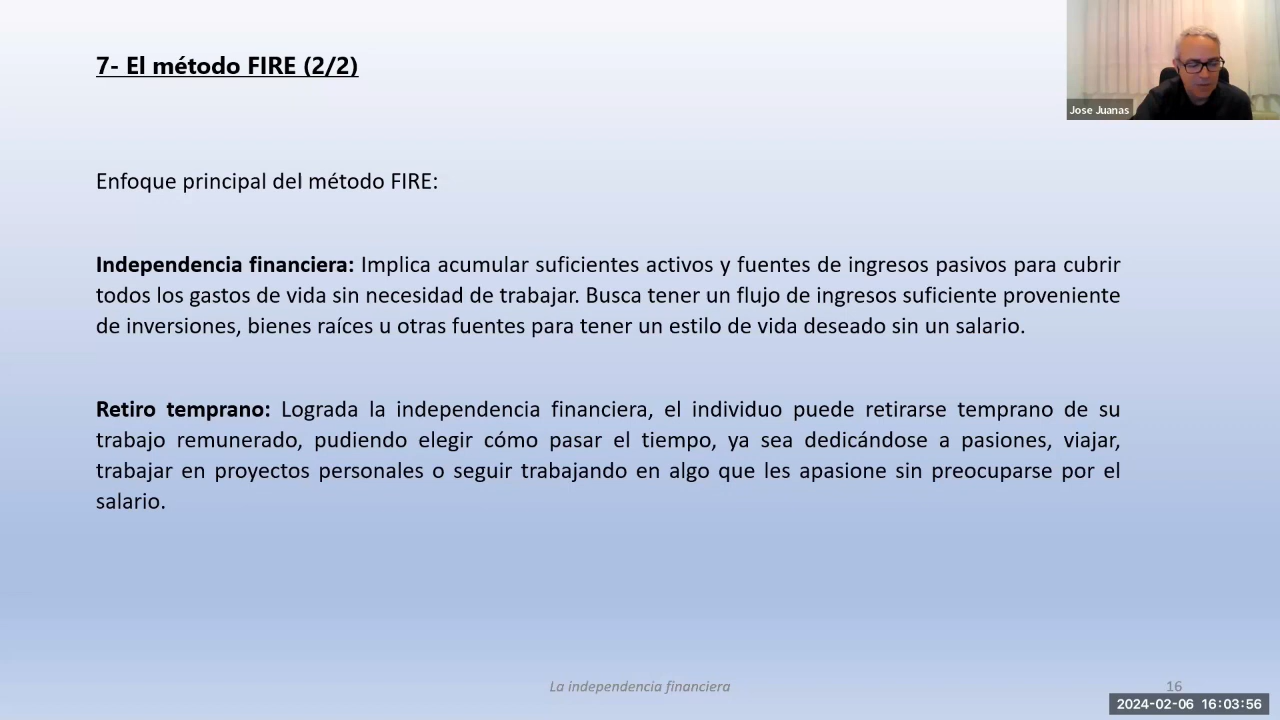 7- El método FIRE (2/2)
Jose Juanas
Enfoque principal del método FIRE:
Independencia financiera: Implica acumular suficientes activos y fuentes de ingresos pasivos para cubrir
todos los gastos de vida sin necesidad de trabajar. Busca tener un flujo de ingresos suficiente proveniente
de inversiones, bienes raíces u otras fuentes para tener un estilo de vida deseado sin un salario.
Retiro temprano: Lograda la independencia financiera, el individuo puede retirarse temprano de su
trabajo remunerado, pudiendo elegir cómo pasar el tiempo, ya sea dedicándose a pasiones, viajar,
trabajar en proyectos personales o seguir trabajando en algo que les apasione sin preocuparse por el
salario.
La independencia financiera
16
2024-02-06 16:03:56